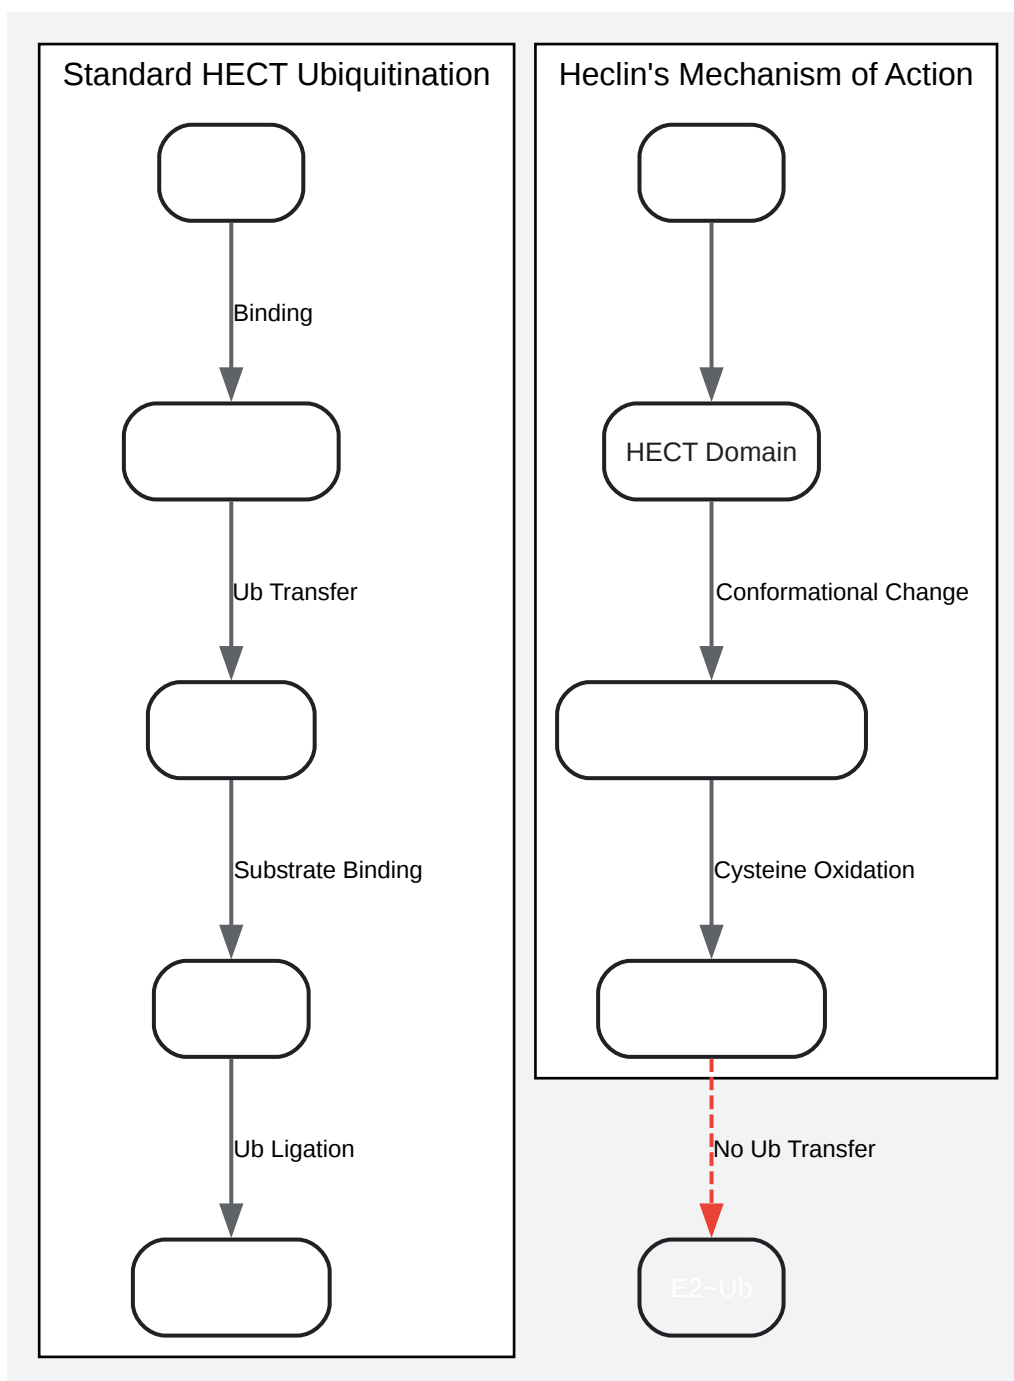 Standard HECT Ubiquitination
Binding
Ub Transfer
Substrate Binding
Ub Ligation
Heclin's Mechanism of Action
HECT Domain
Conformational Change
Cysteine Oxidation
No Ub Transfer
E2~Ub